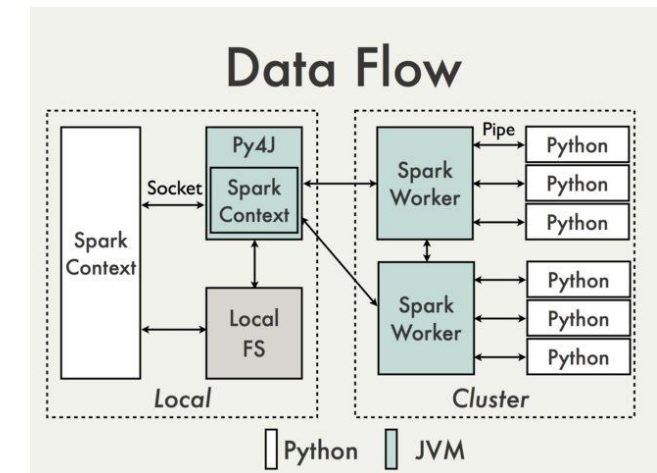 Data Flow
Py4J
Socket
Spark
Context
Spark
Context
Local
FS
Local
Pipe
Spark
Worker
Python
Python
Python
Spark
Worker
Python
Python
Python
Cluster
Python
JVM